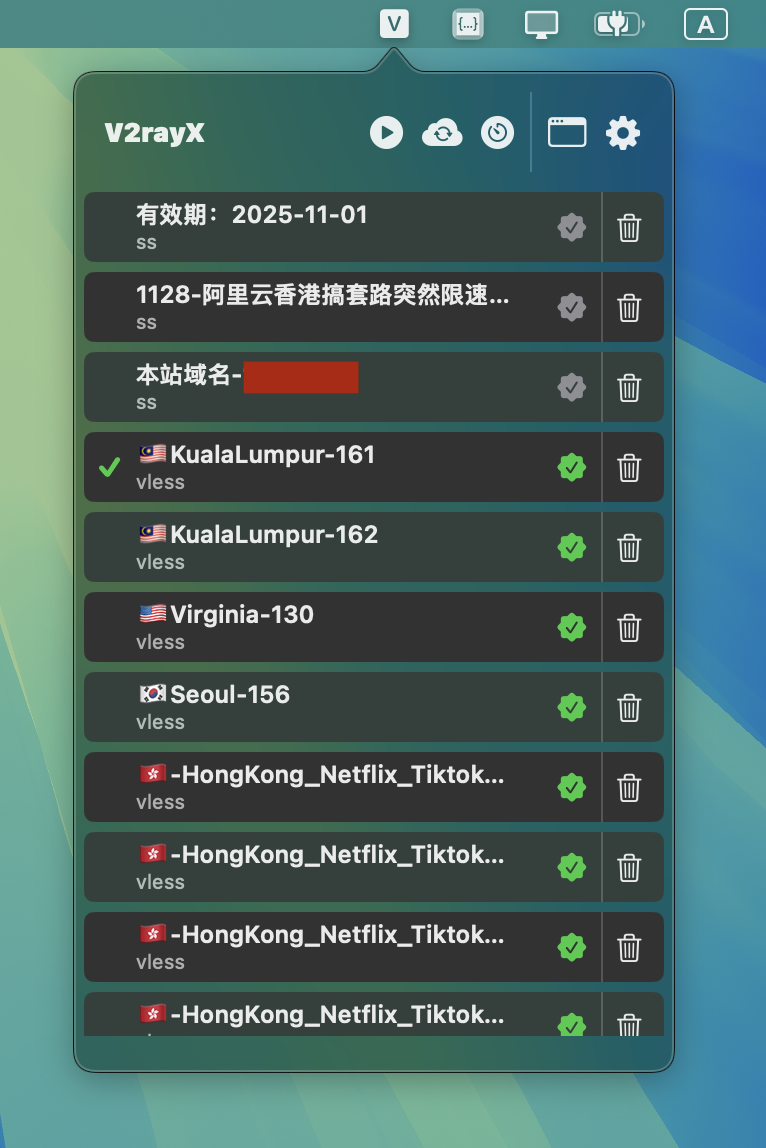 V
{...}
A
V2rayX
有效期：2025-11-01
ss
1128-阿里云香港搞套路突然限速...
ss
本站域名-
ss
KualaLumpur-161
vless
KualaLumpur-162
vless
Virginia-130
vless
Seoul-156
vless
-HongKong_Netflix_Tiktok...
vless
-HongKong_Netflix_Tiktok...
vless
-HongKong_Netflix_Tiktok...
vless
-HongKong_Netflix_Tiktok...